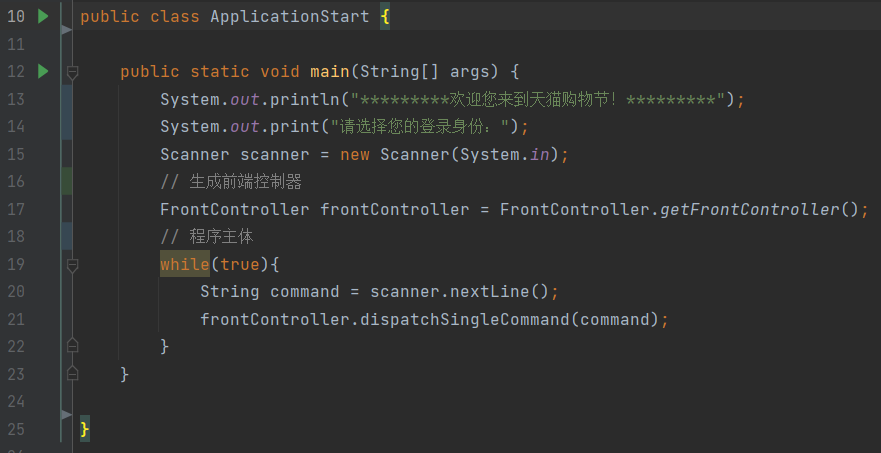 10 public class ApplicationStart {
11
12     public static void main(String[] args) {
13         System.out.println("*********欢迎您来到天猫购物节! *********");
14         System.out.print("请选择您的登录身份: ");
15         Scanner scanner = new Scanner(System.in);
16         // 生成前端控制器
17         FrontController frontController = FrontController.getFrontController();
18         // 程序主体
19         while(true){
20             String command = scanner.nextLine();
21             frontController.dispatchSingleCommand(command);
22         }
23     }
24
25 }